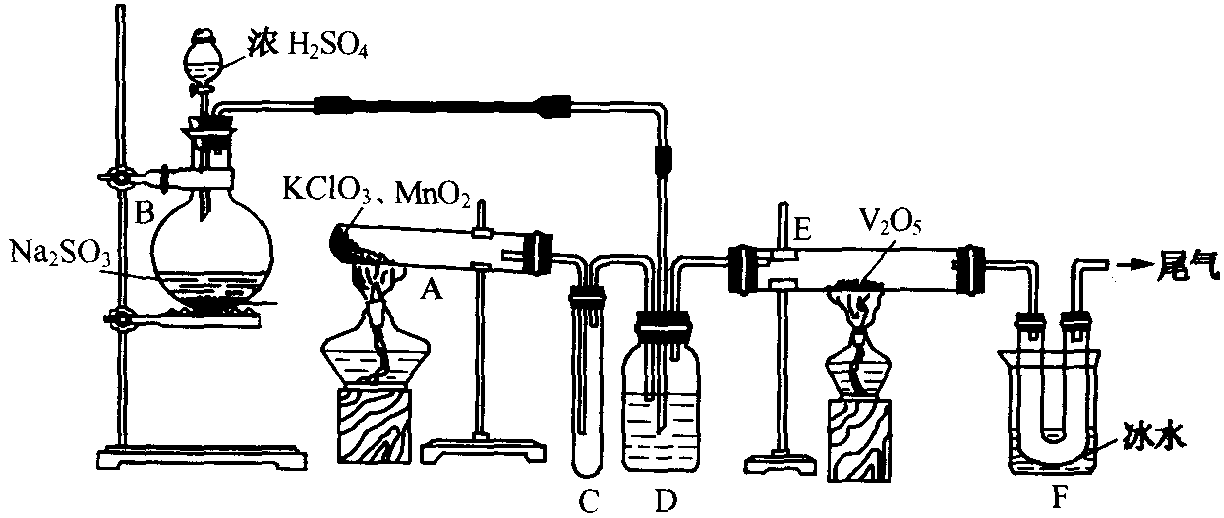 浓 H₂SO₄
B
Na₂SO₃
KClO₃、MnO₂
A
C
D
E
V₂O₅
尾气
冰水
F